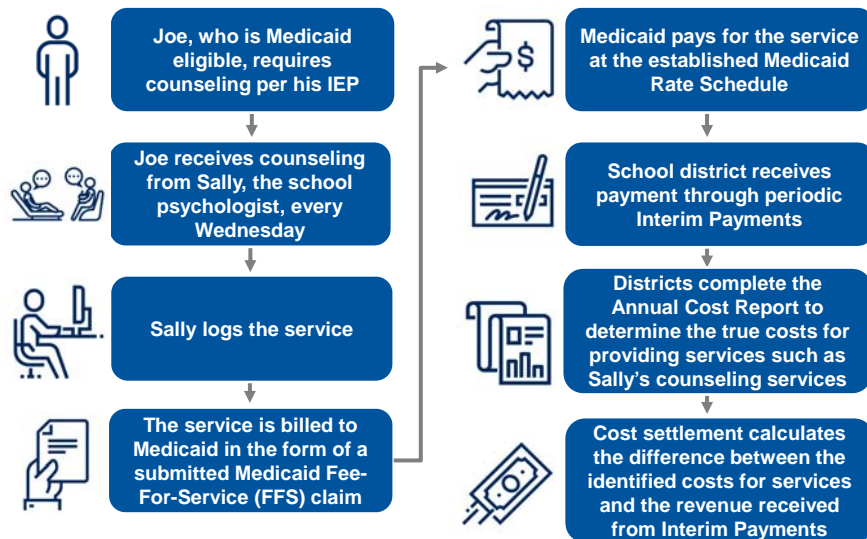 Joe, who is Medicaid
eligible, requires
counseling per his IEP
Joe receives counseling
from Sally, the school
psychologist, every
Wednesday
Sally logs the service
The service is billed to
Medicaid in the form of a
submitted Medicaid Fee-
For-Service (FFS) claim
$
Medicaid pays for the service
at the established Medicaid
Rate Schedule
School district receives
payment through periodic
Interim Payments
Districts complete the
Annual Cost Report to
determine the true costs for
providing services such as
Sally's counseling services
Cost settlement calculates
the difference between the
identified costs for services
and the revenue received
from Interim Payments